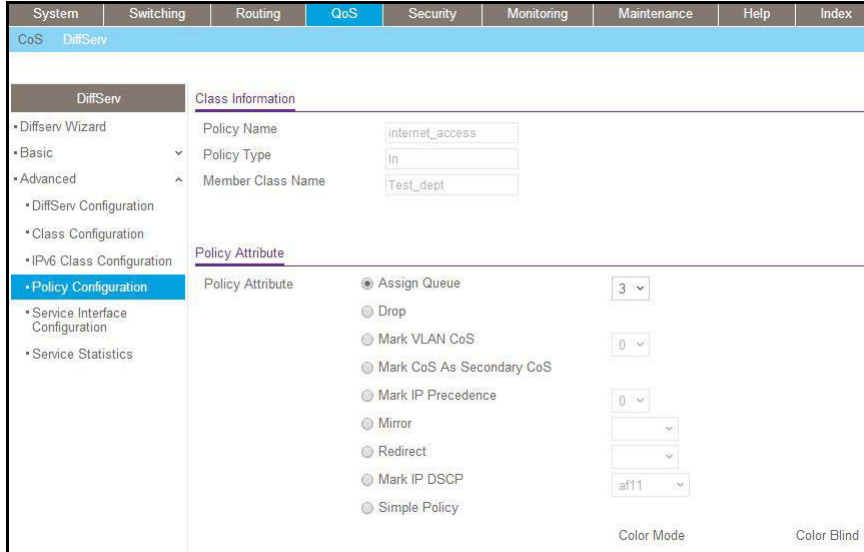 System Switching Routing QoS Security Monitoring Maintenance Help Index
CoS DiffServ
DiffServ
Diffserv Wizard
Basic
Advanced
DiffServ Configuration
Class Configuration
IPv6 Class Configuration
Policy Configuration
Service Interface
Configuration
Service Statistics
Class Information
Policy Name internet_access
Policy Type In
Member Class Name Test_dept
Policy Attribute
Policy Attribute Assign Queue 3
Drop
Mark VLAN CoS 0
Mark CoS As Secondary CoS
Mark IP Precedence 0
Mirror
Redirect
Mark IP DSCP af11
Simple Policy
Color Mode Color Blind